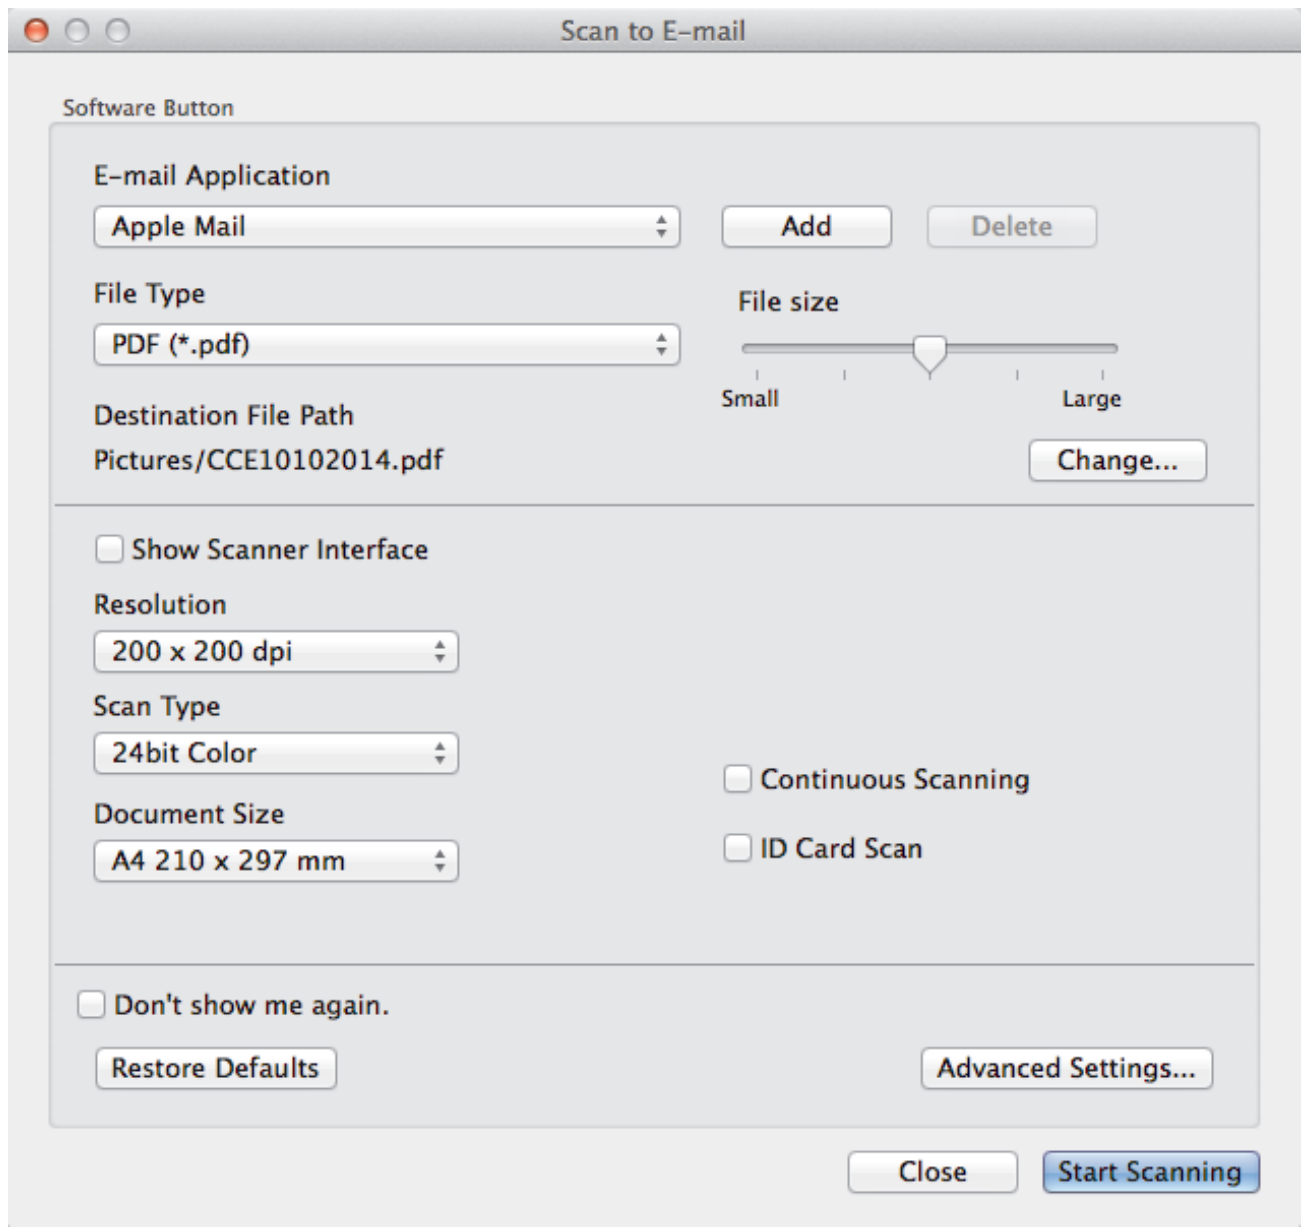 Scan to E-mail
Software Button
E-mail Application
Apple Mail
Add
Delete
File Type
File size
PDF (*.pdf)
Small
Large
Destination File Path
Pictures/CCE10102014.pdf
Change...
Show Scanner Interface
Resolution
200 x 200 dpi
Scan Type
24bit Color
Continuous Scanning
Document Size
ID Card Scan
A4 210 x 297 mm
Don't show me again.
Restore Defaults
Advanced Settings...
Close
Start Scanning